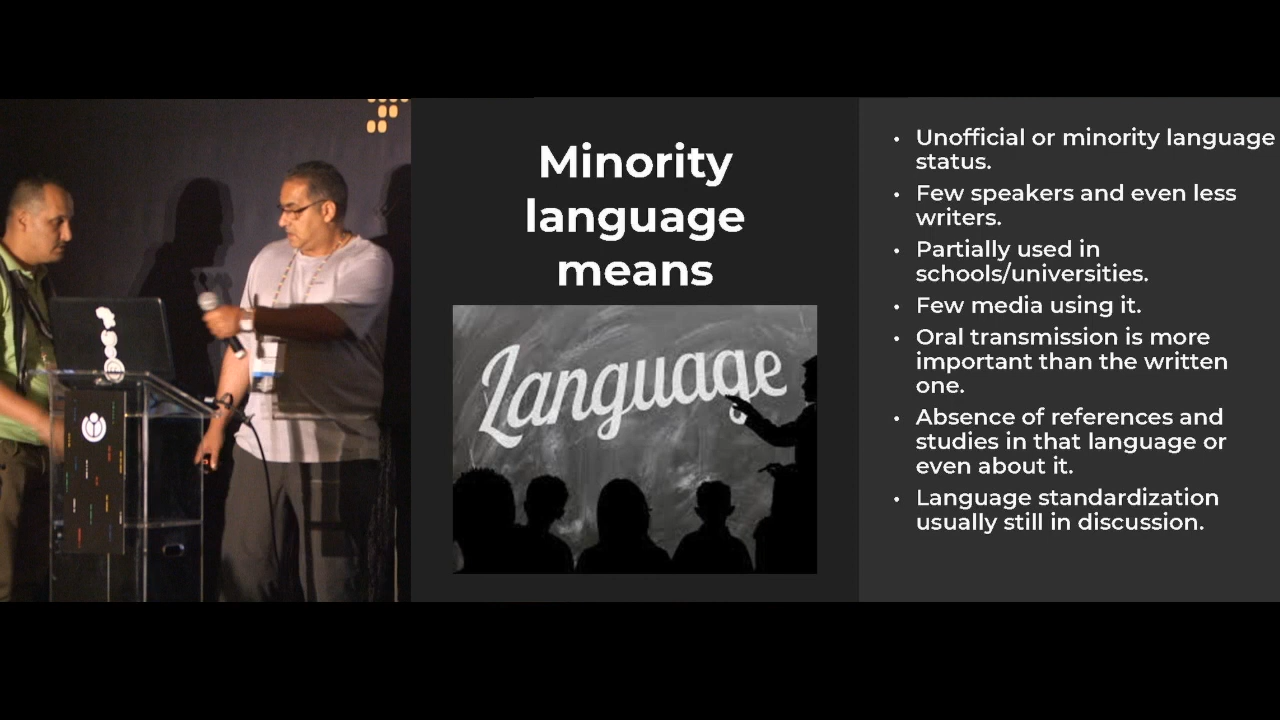 Minority
language
means
Language
• Unofficial or minority language
status.
• Few speakers and even less
writers.
• Partially used in
schools/universities.
• Few media using it.
• Oral transmission is more
important than the written
one.
• Absence of references and
studies in that language or
even about it.
• Language standardization
usually still in discussion.